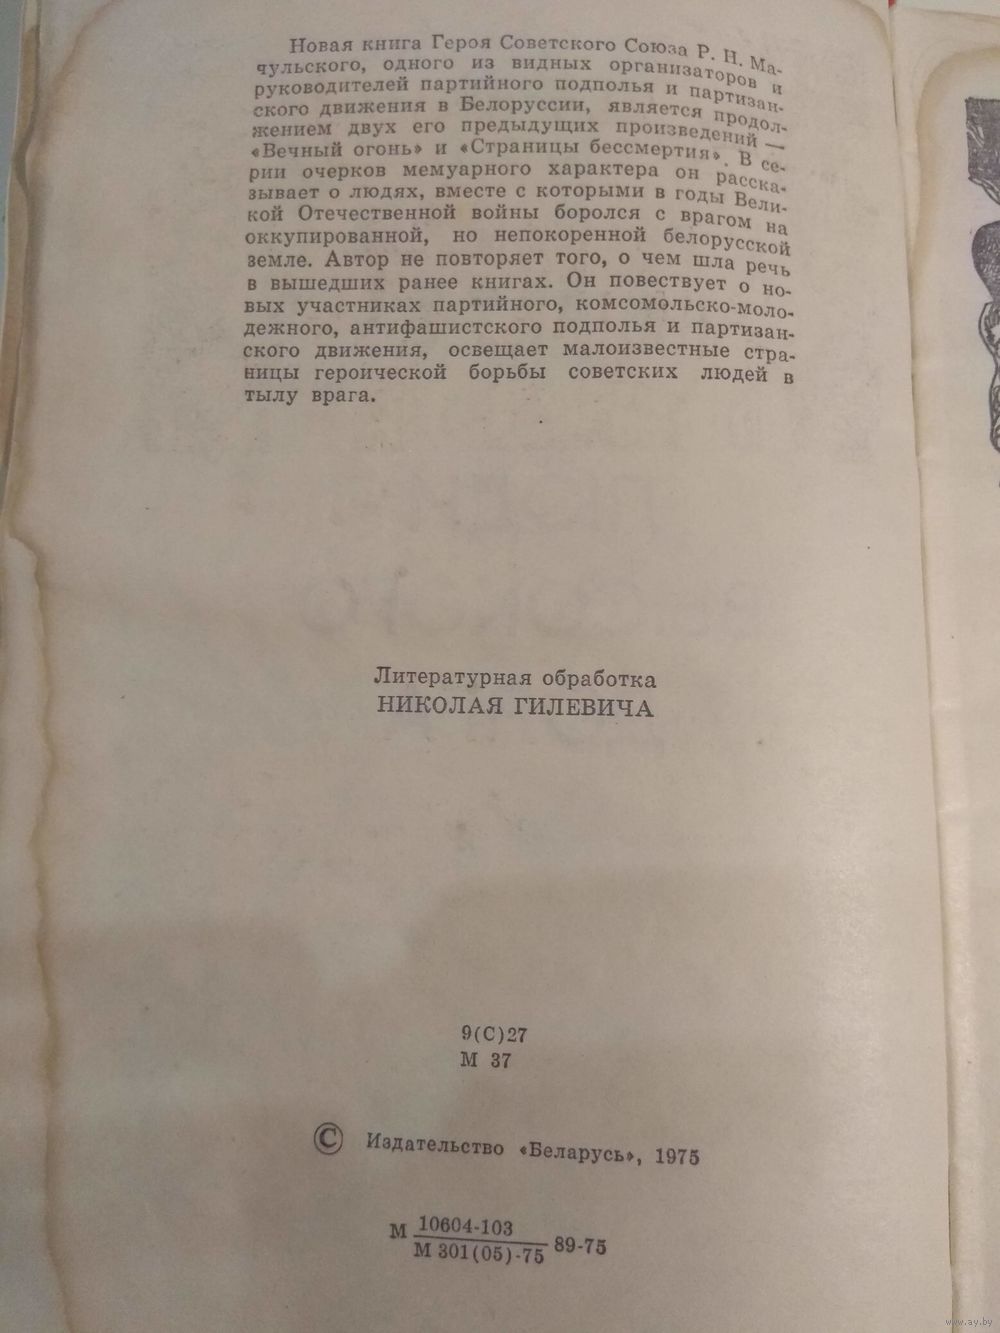 Новая книга Героя Советского Союза Р. Н. Ма-
чульского, одного из видных организаторов и
руководителей партийного подполья и партизан-
ского движения в Белоруссии, является продол-
жением двух его предыдущих произведений —
«Вечный огонь» и «Страницы бессмертия». В се-
рии очерков мемуарного характера он расска-
зывает о людях, вместе с которыми в годы Вели-
кой Отечественной войны боролся с врагом на
оккупированной, но непокоренной белорусской
земле. Автор не повторяет того, о чем шла речь
в вышедших ранее книгах. Он повествует о но-
вых участниках партийного, комсомольско-моло-
дежного, антифашистского подполья и партизан-
ского движения, освещает малоизвестные стра-
ницы героической борьбы советских людей в
тылу врага.
Литературная обработка
НИКОЛАЯ ГИЛЕВИЧА
9(С)27
М 37
© Издательство «Беларусь», 1975
М 10604-103
М 301(05)-75 89-75
www.ay.by